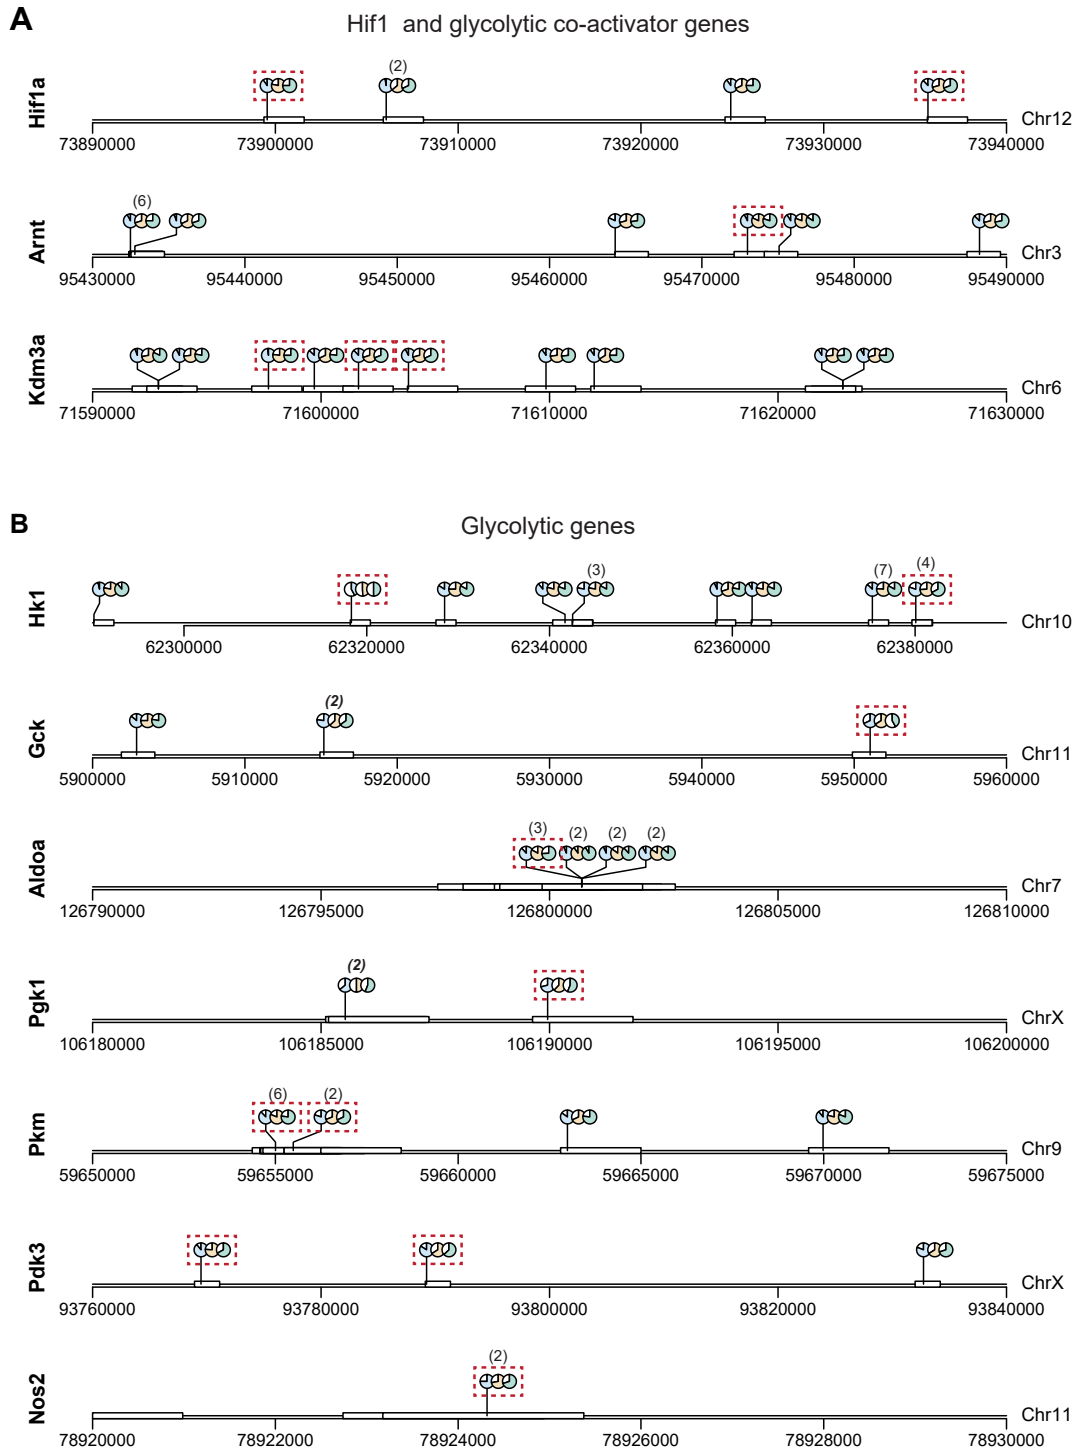 A
Hif1 and glycolytic co-activator genes
Hif1a
(2)
Chr12
73890000 73900000 73910000 73920000 73930000 73940000
Arnt
(6)
Chr3
95430000 95440000 95450000 95460000 95470000 95480000 95490000
Kdm3a
Chr6
71590000 71600000 71610000 71620000 71630000
B
Glycolytic genes
Hk1
(3) (7) (4)
Chr10
62300000 62320000 62340000 62360000 62380000
Gck
(2)
Chr11
5900000 5910000 5920000 5930000 5940000 5950000 5960000
Aldoa
(3) (2) (2) (2)
Chr7
126790000 126795000 126800000 126805000 126810000
Pgk1
(2)
ChrX
106180000 106185000 106190000 106195000 106200000
Pkm
(6) (2)
Chr9
59650000 59655000 59660000 59665000 59670000 59675000
Pdk3
ChrX
93760000 93780000 93800000 93820000 93840000
Nos2
(2)
Chr11
78920000 78922000 78924000 78926000 78928000 78930000